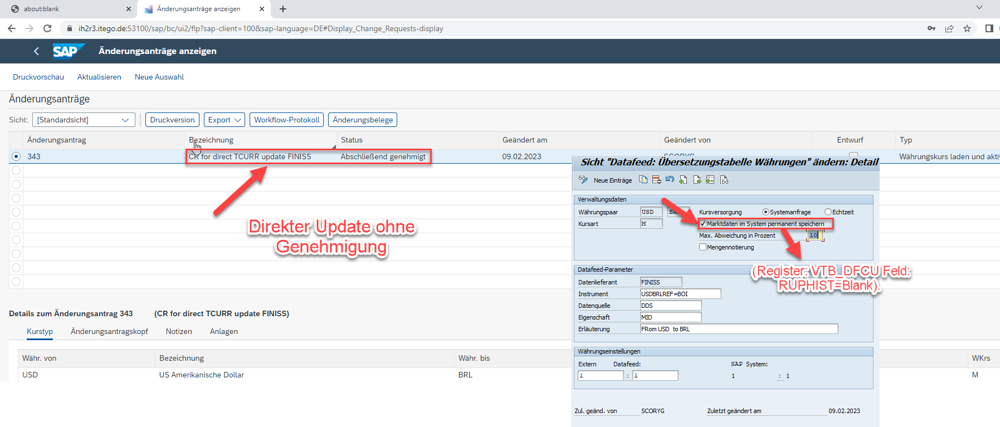 about:blank
Änderungsanträge anzeigen
ih2r3.itego.de:53100/sap/bc/ui2/flp?sap-client=100&sap-language=DE#Display_Change_Requests-display
SAP
Änderungsanträge anzeigen
Druckvorschau Aktualisieren Neue Auswahl
Änderungsanträge
Sicht: [Standardsicht] Druckversion Export Workflow-Protokoll Änderungsbelege
Änderungsantrag Bezeichnung Status Geändert am Geändert von Entwurf Typ
343 CR for direct TCURR update FINISS Abschließend genehmigt 09.02.2023 SCORYG Währungskurs laden und akti
Direkter Update ohne
Genehmigung
Details zum Änderungsantrag 343 (CR for direct TCURR update FINISS)
Kurstyp Änderungsantragskopf Notizen Anlagen
Währ. von Bezeichnung Währ. bis WKrs
USD US Amerikanische Dollar BRL M
Sicht "Datafeed: Übersetzungstabelle Währungen" ändern: Detail
Neue Einträge
Verwaltungsdaten
Währungspaar USD Kursversorgung Systemanfrage Echtzeit
Kursart M Marktdaten im System permanent speichern
Max. Abweichung in Prozent 10
Mengennotierung
(Register: VTB_DFCU Feld:
RUPHIST=Blank).
Datafeed-Parameter
Datenlieferant FINISS
Instrument USDBRLREF=BOI
Datenquelle DDS
Eigenschaft MID
Erläuterung FRom USD to BRL
Währungseinstellungen
Extern Datafeed: SAP System:
1 : 1 1 : 1
Zul. geänd. von SCORYG Zuletzt geändert am 09.02.2023